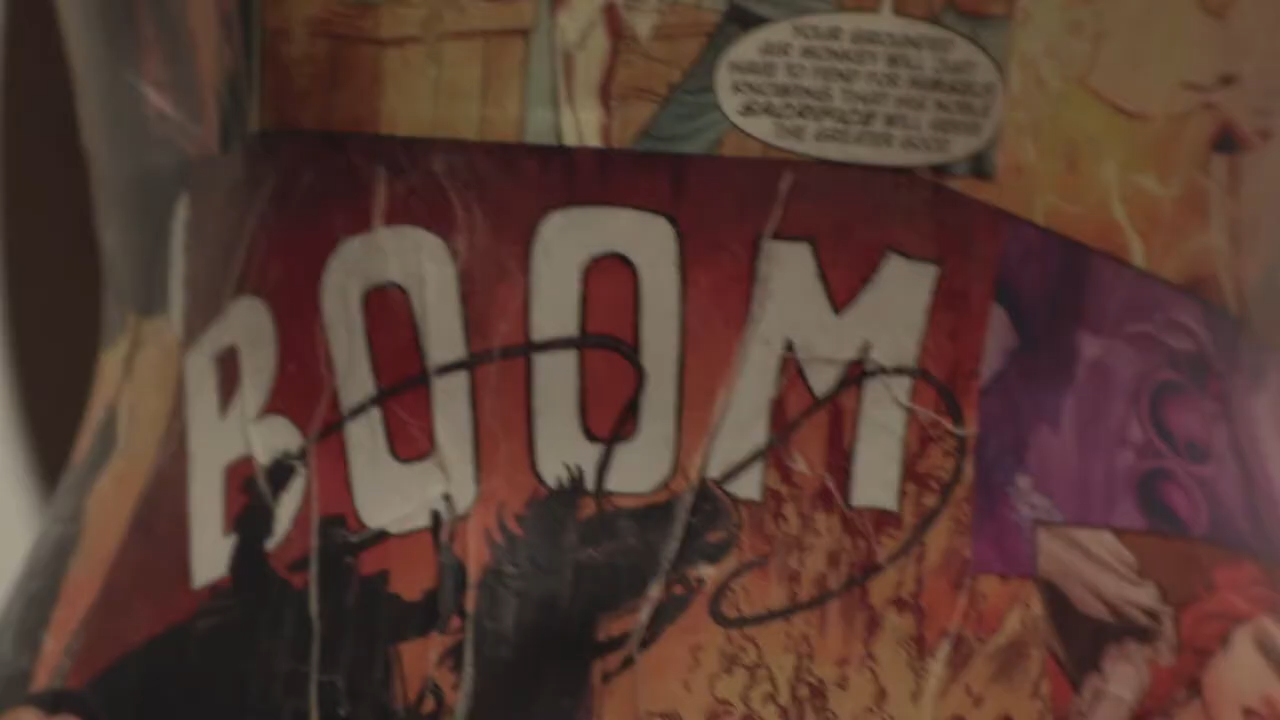 YOUR GROUNDED
AIR MONKEY WILL JUST
HAVE TO FEND FOR HIMSELF
KNOWING THAT HIS NOBLE
SACRIFICE WILL SERVE
THE GREATER GOOD
BOOM